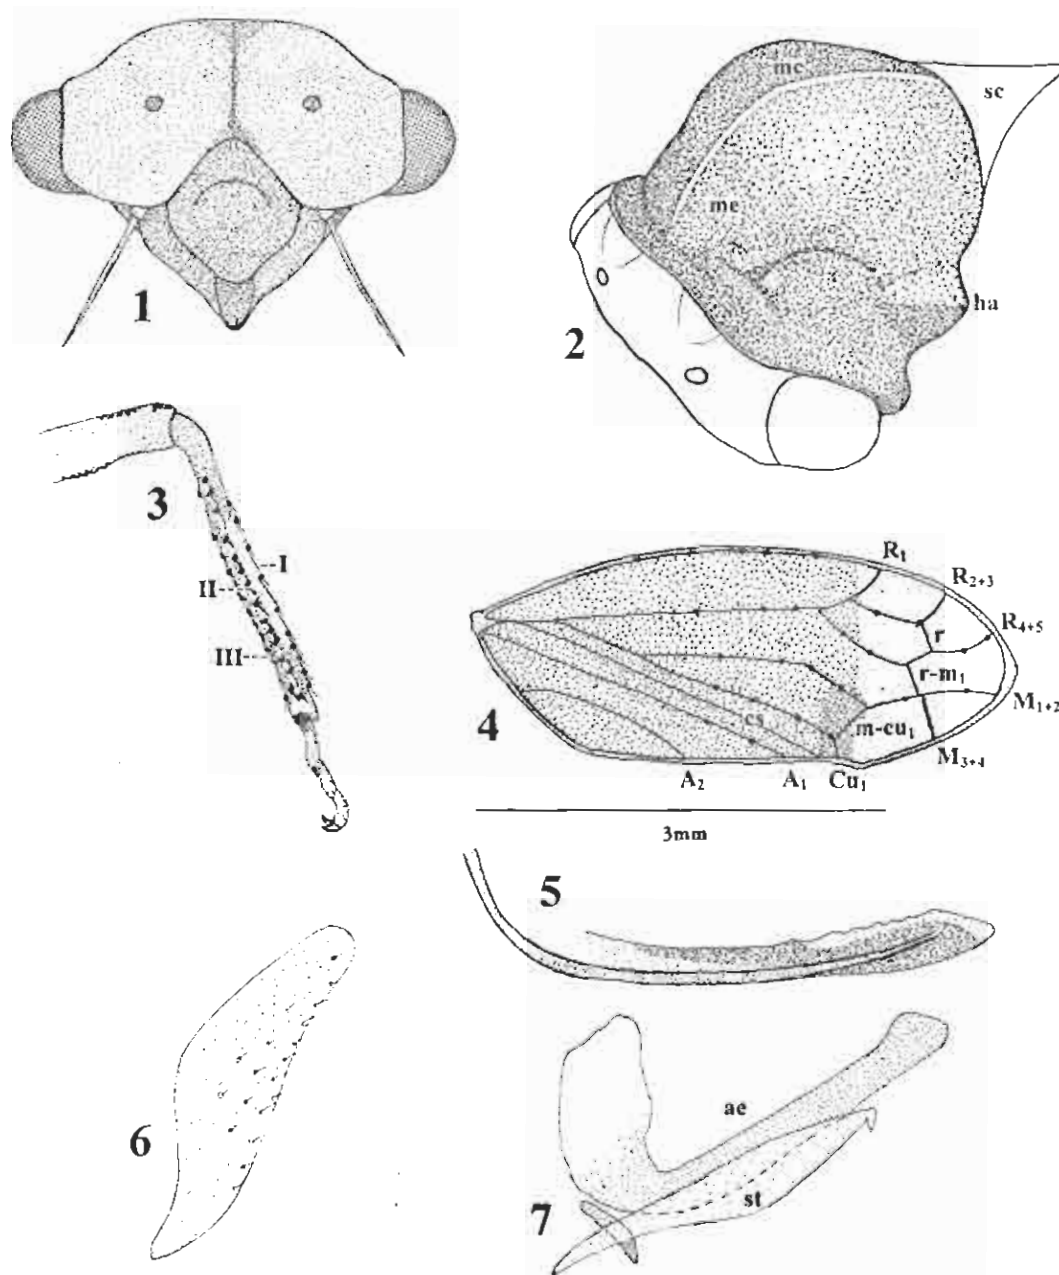 1
mc
sc
me
ha
2
3
I
II
III
R₁
R₂₊₃
R₄₊₅
r
r-m₁
M₁₊₂
cs
m-cu₁
M₃₊₄
4
A₂
A₁
Cu₁
3mm
5
6
ae
st
7